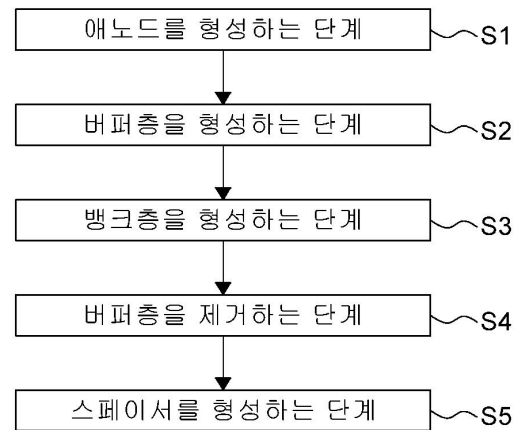 애노드를 형성하는 단계 S1
버퍼층을 형성하는 단계 S2
뱅크층을 형성하는 단계 S3
버퍼층을 제거하는 단계 S4
스페이서를 형성하는 단계 S5